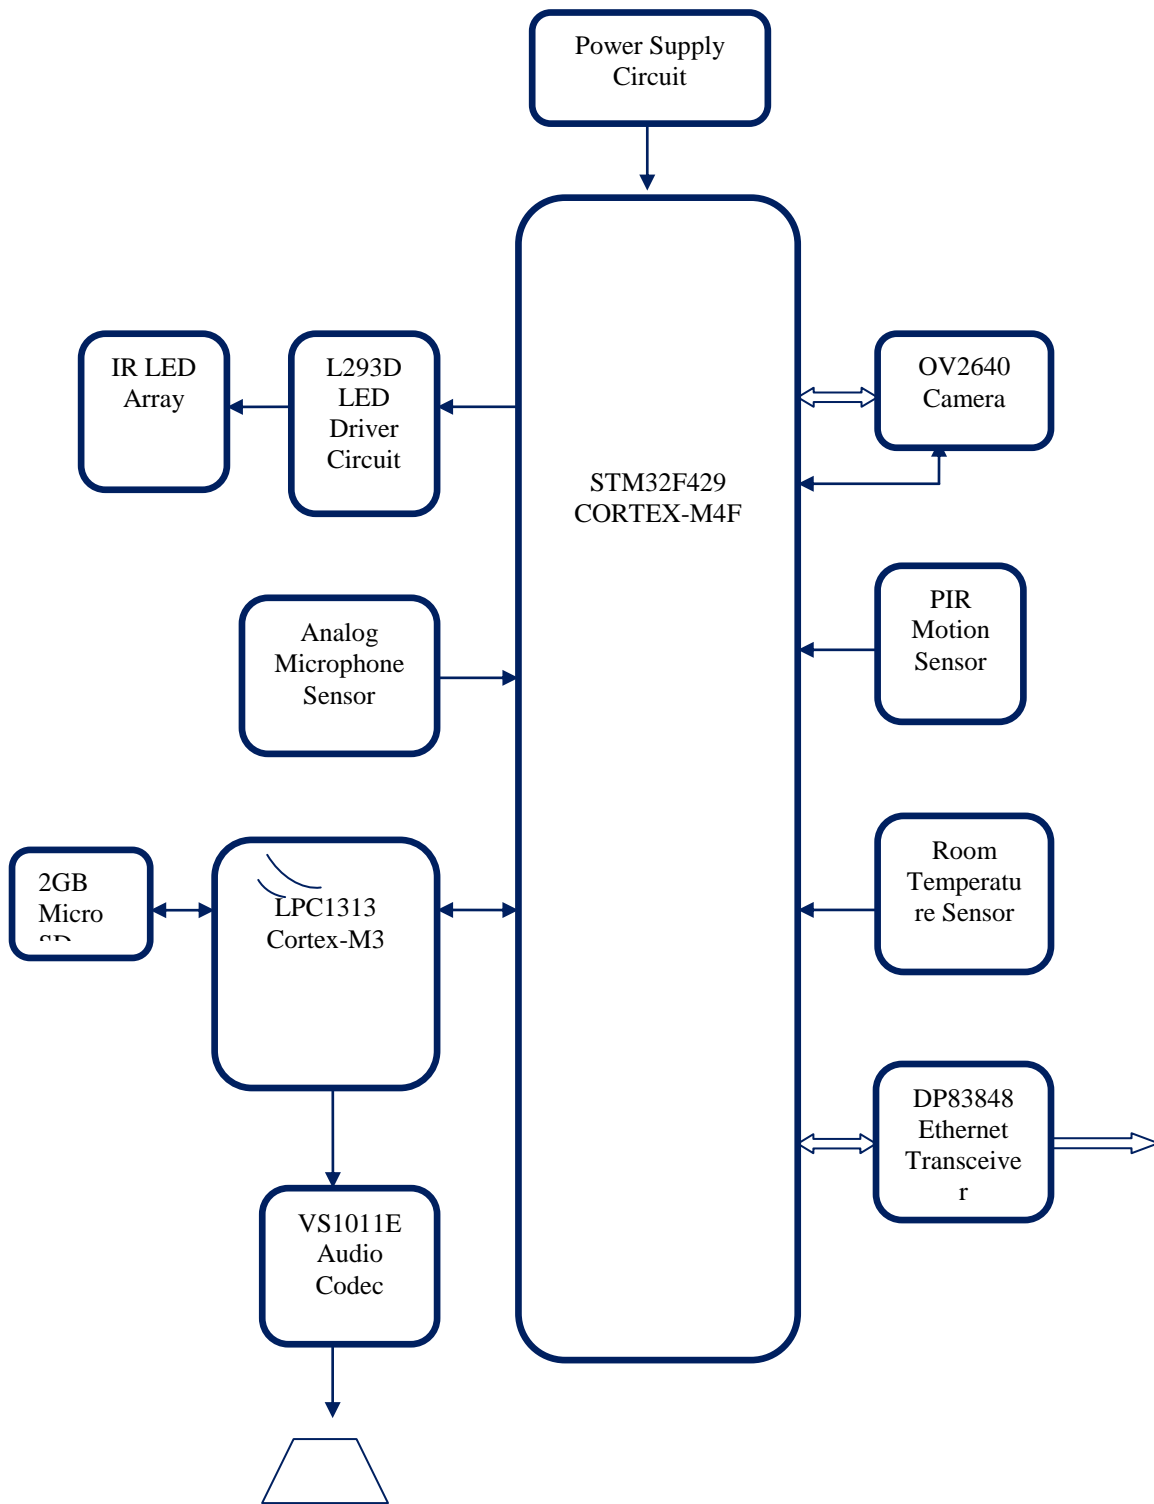 Power Supply
Circuit
IR LED
Array
L293D
LED
Driver
Circuit
OV2640
Camera
STM32F429
CORTEX-M4F
Analog
Microphone
Sensor
PIR
Motion
Sensor
2GB
Micro
LPC1313
Cortex-M3
Room
Temperatu
re Sensor
DP83848
Ethernet
Transceive
r
VS1011E
Audio
Codec